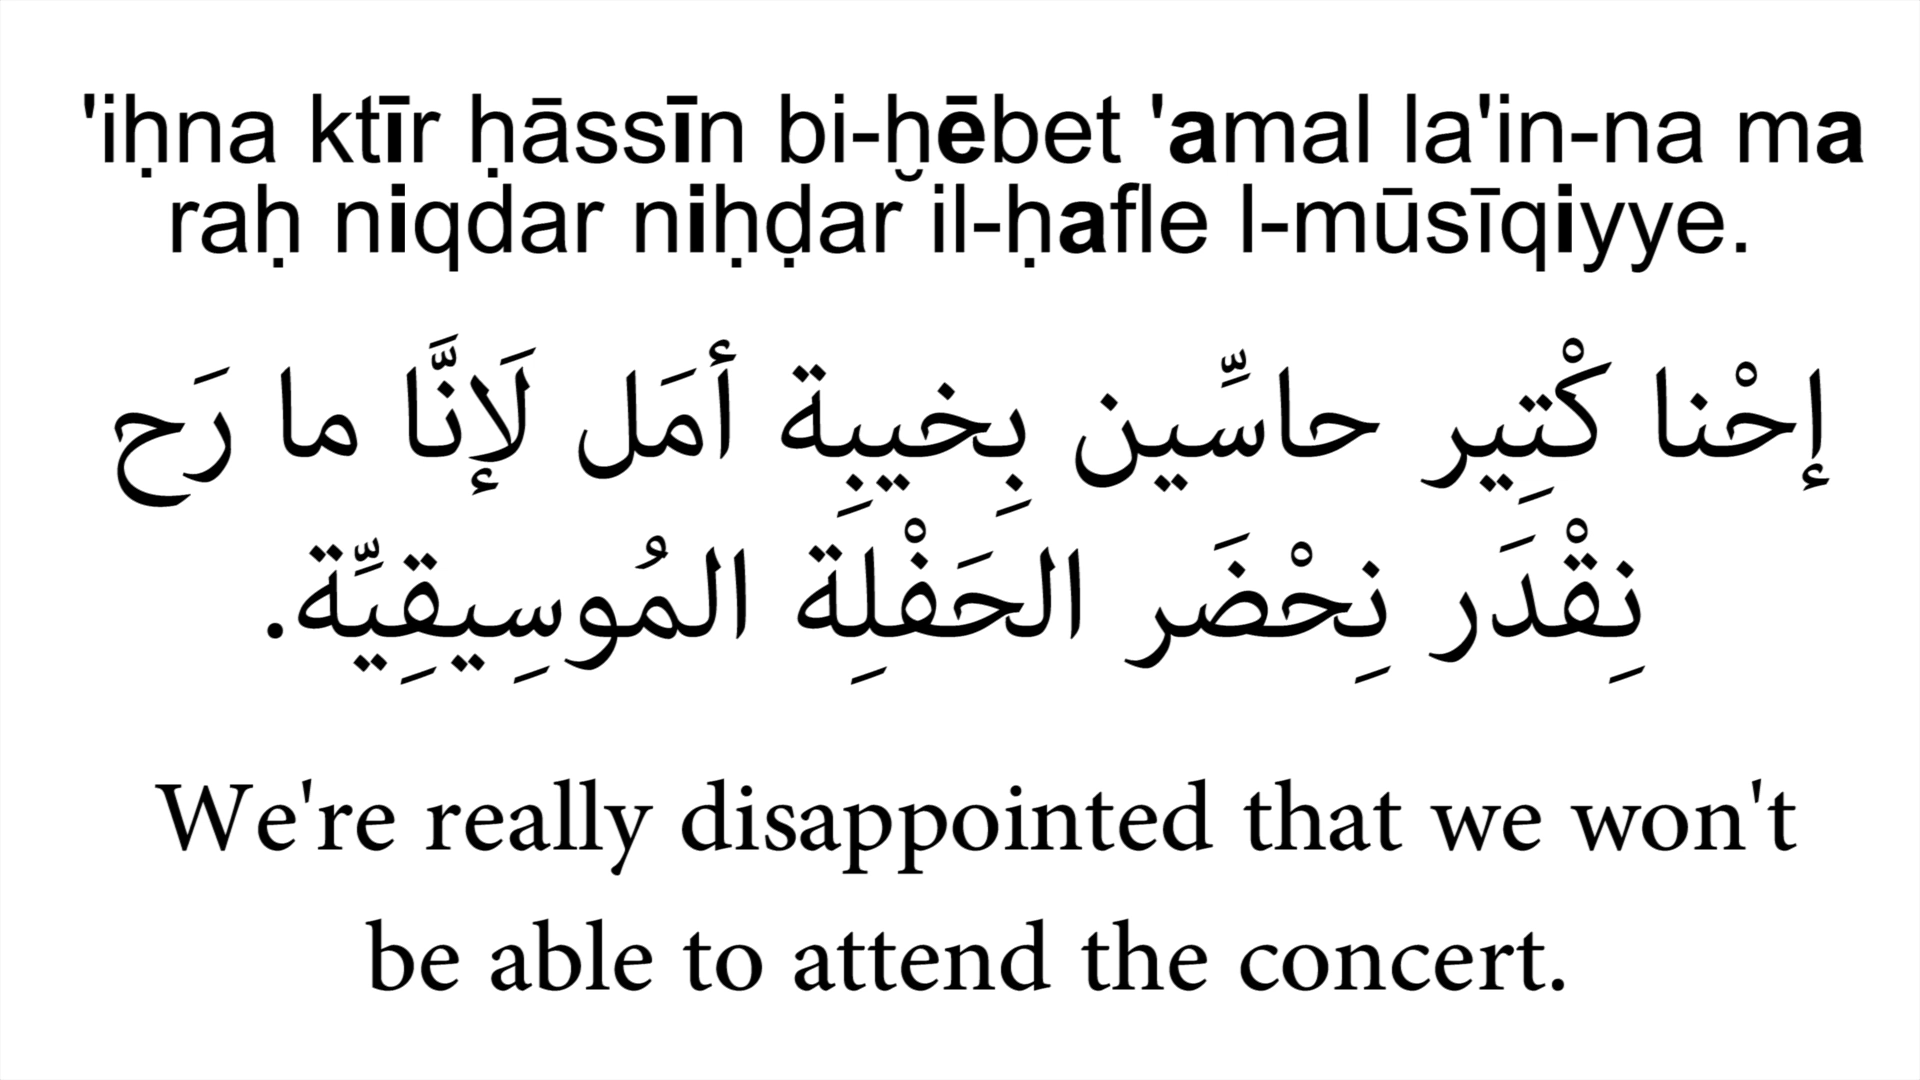 'iḥna ktīr ḥāssīn bi-ḫēbet 'amal la'in-na ma
raḥ niqdar niḥḍar il-ḥafle l-mūsīqiyye.
إحْنا كْتِير حاسِّين بِخيبِة أمَل لَإنَّا ما رَح
نِقْدَر نِحْضَر الحَفْلِة المُوسِيقِيِّة.
We're really disappointed that we won't
be able to attend the concert.